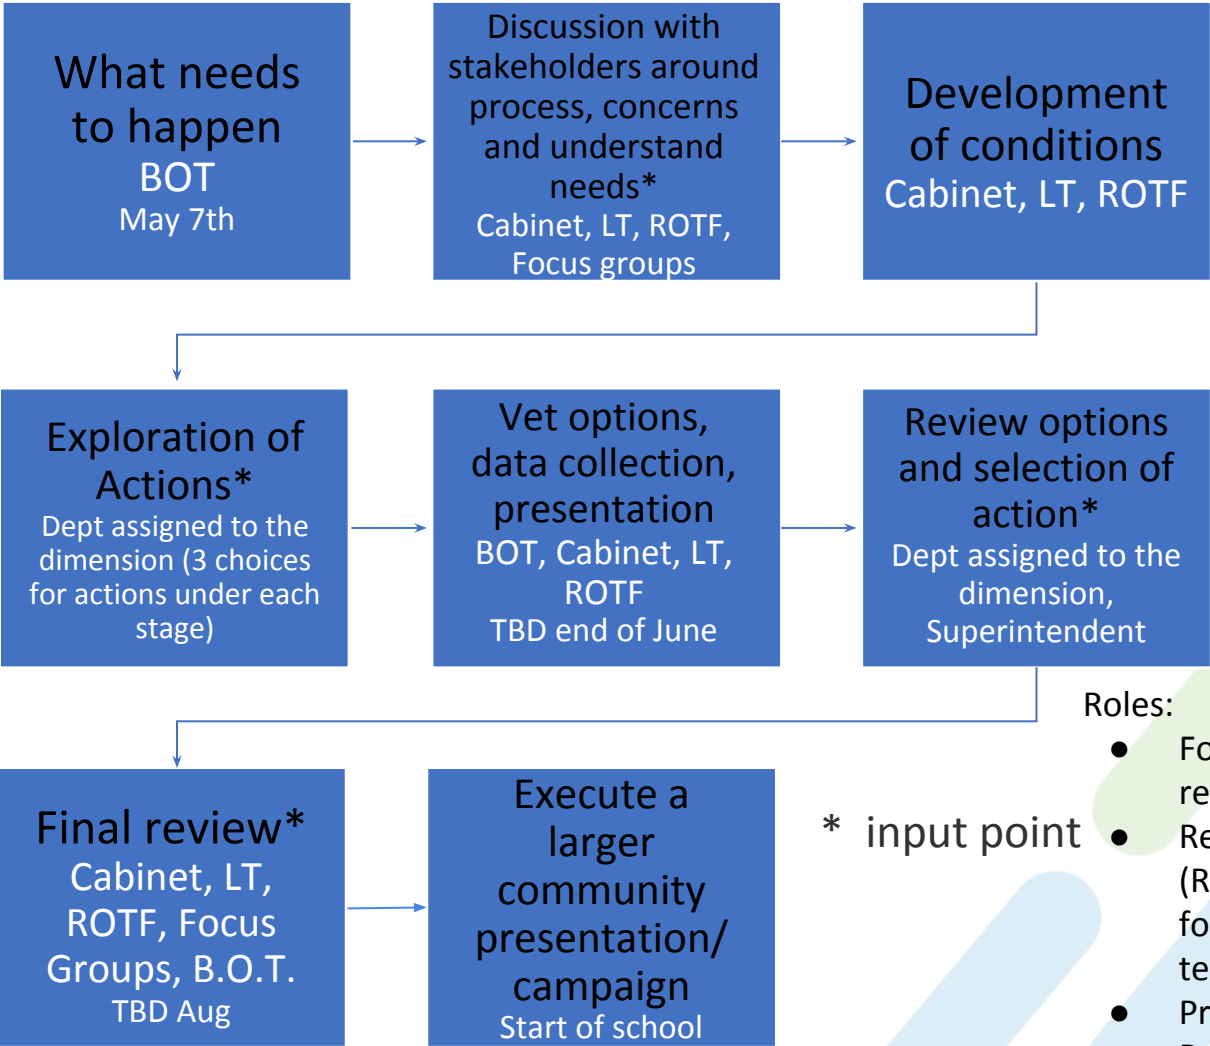 What needs
to happen
BOT
May 7th
Discussion with
stakeholders around
process, concerns
and understand
needs*
Cabinet, LT, ROTF,
Focus groups
Development
of conditions
Cabinet, LT, ROTF
Exploration of
Actions*
Dept assigned to the
dimension (3 choices
for actions under each
stage)
Vet options,
data collection,
presentation
BOT, Cabinet, LT,
ROTF
TBD end of June
Review options
and selection of
action*
Dept assigned to the
dimension,
Superintendent
Final review*
Cabinet, LT,
ROTF, Focus
Groups, B.O.T.
TBD Aug
Execute a
larger
community
presentation/
campaign
Start of school
* input point
Roles: